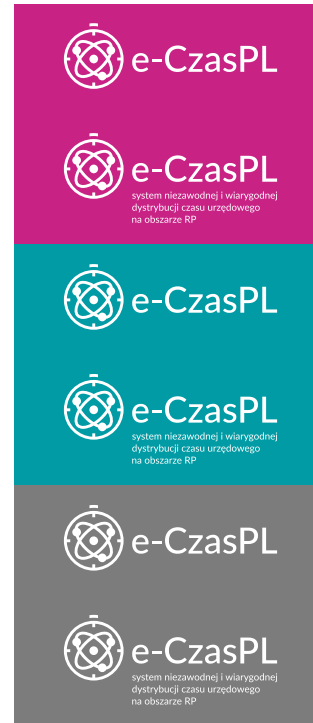 e-CzasPL
e-CzasPL
system niezawodnej i wiarygodnej
dystrybucji czasu urzędowego
na obszarze RP
e-CzasPL
e-CzasPL
system niezawodnej i wiarygodnej
dystrybucji czasu urzędowego
na obszarze RP
e-CzasPL
e-CzasPL
system niezawodnej i wiarygodnej
dystrybucji czasu urzędowego
na obszarze RP